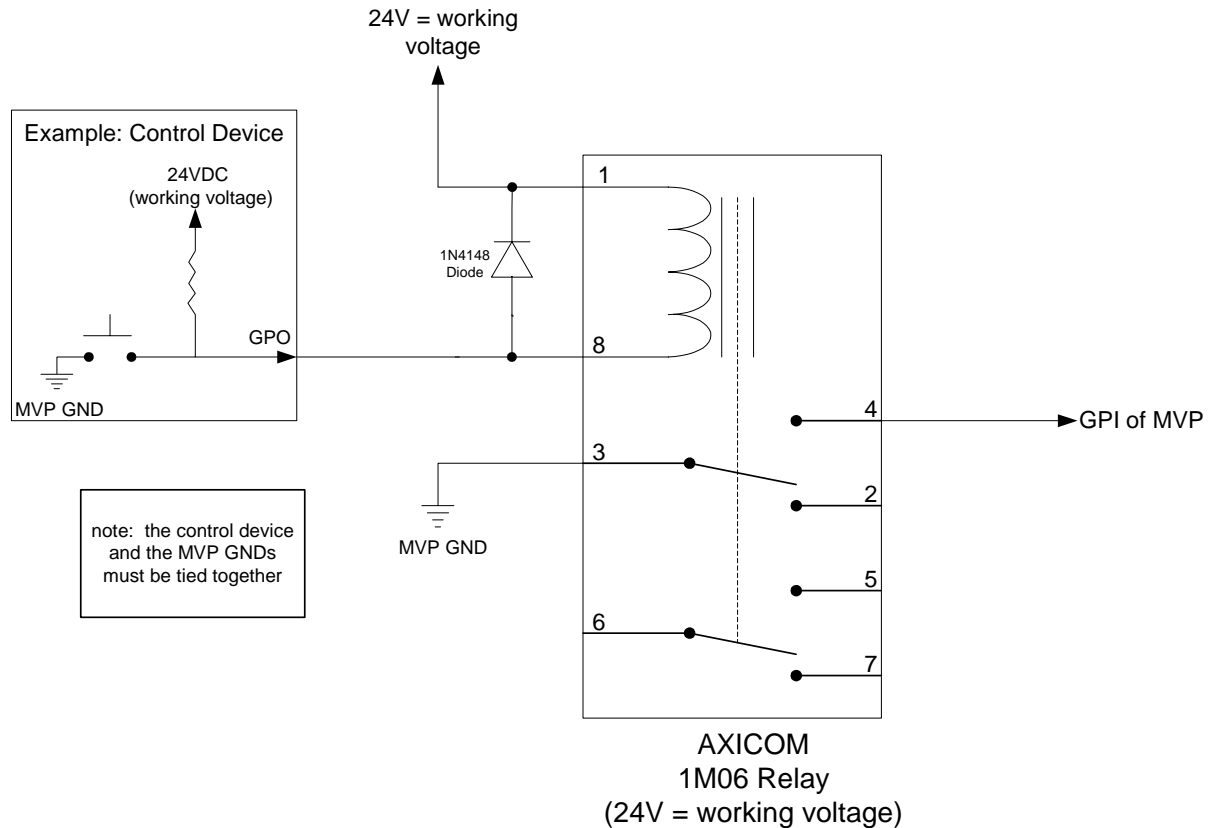 24V = working
voltage
Example: Control Device
24VDC
(working voltage)
GPO
MVP GND
1N4148
Diode
1
8
3
6
4
2
5
7
GPI of MVP
MVP GND
note: the control device
and the MVP GNDs
must be tied together
AXICOM
1M06 Relay
(24V = working voltage)